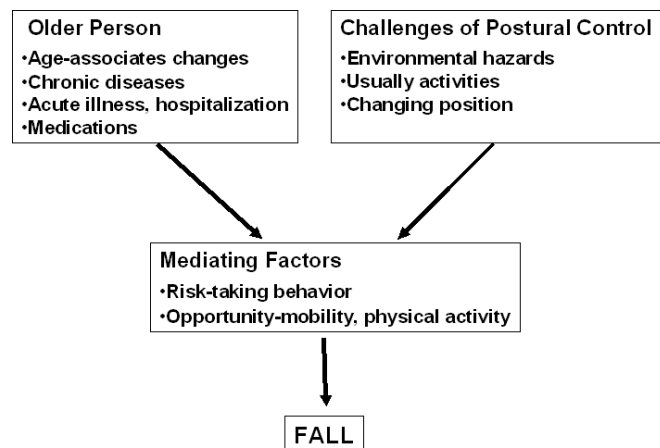 Older Person
•Age-associates changes
•Chronic diseases
•Acute illness, hospitalization
•Medications
Challenges of Postural Control
•Environmental hazards
•Usually activities
•Changing position
Mediating Factors
•Risk-taking behavior
•Opportunity-mobility, physical activity
FALL